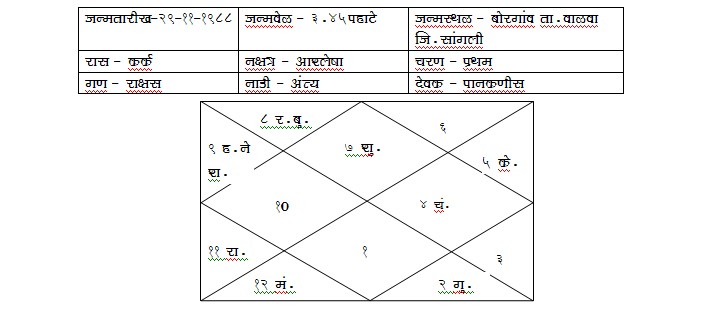 जन्मतारीख-२९-११-१९८८ जन्मवेळ - ३.४५पहाटे जन्मस्थळ - बोरगांव ता.वाळवा
जि.सांगली
रास - कर्क नक्षत्र - आश्लेषा चरण - प्रथम
गण - राक्षस नाडी - अंत्य देवक - पानकणीस
८ र.बु.
६
९ ह.ने
७ शु.
५ के.
श.
१०
४ चं.
११ रा.
१
३
१२ मं.
२ गु.